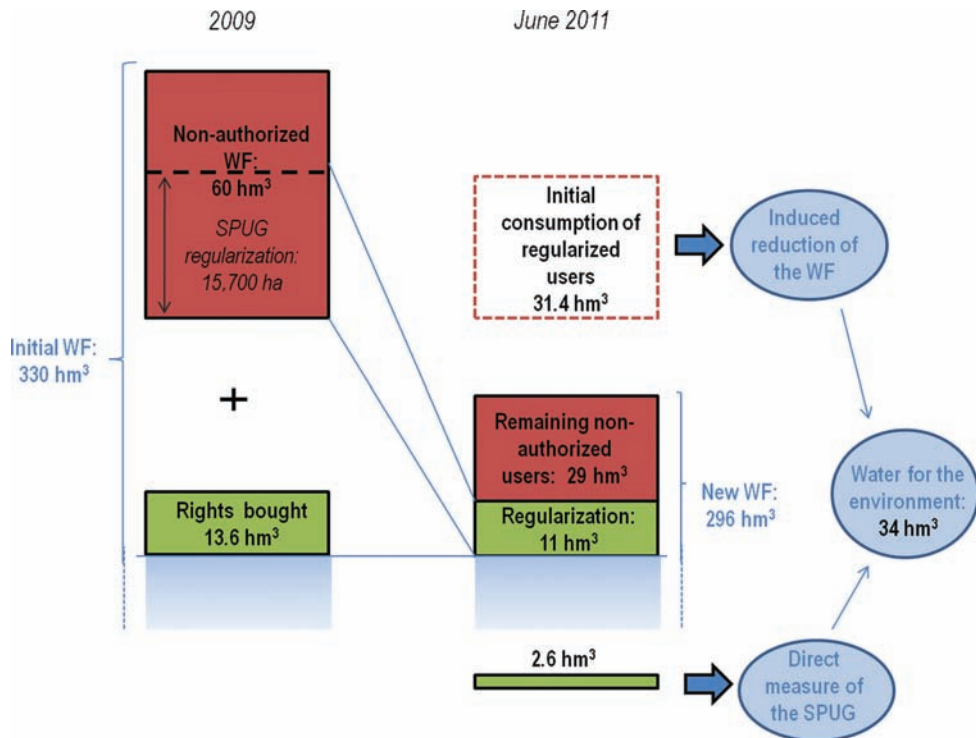 2009
June 2011
Non-authorized
WF:
60 hm³
SPUG
regularization:
15,700 ha
Initial
consumption of
regularized
users
31.4 hm³
Induced
reduction of
the WF
Initial WF:
330 hm³
+
Rights bought
13.6 hm³
Remaining non-
authorized
users: 29 hm³
Regularization:
11 hm³
New WF:
296 hm³
Water for the
environment:
34 hm³
2.6 hm³
Direct
measure of
the SPUG